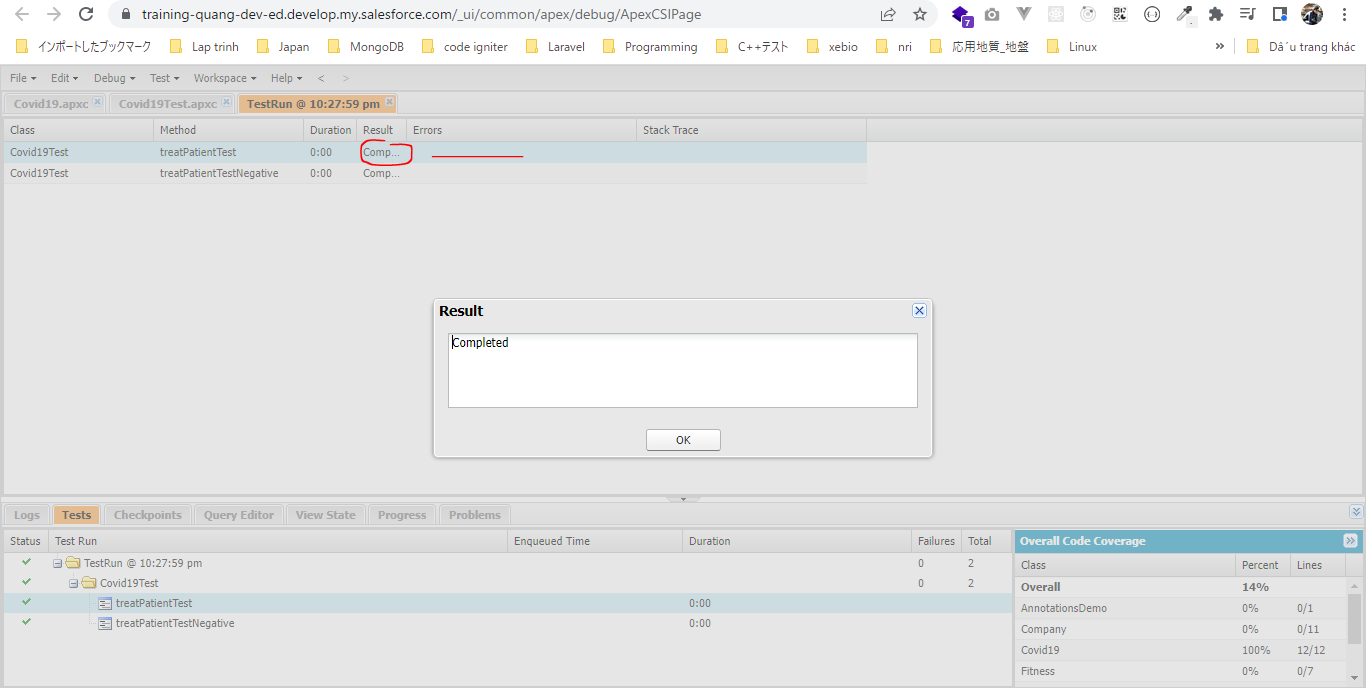 training-quang-dev-ed.develop.my.salesforce.com/_ui/common/apex/debug/ApexCSIPage
7
インポートしたブックマーク Lap trinh Japan MongoDB code igniter Laravel Programming C++テスト xebio nri 応用地質_地盤 Linux » Dấu trang khác
File Edit Debug Test Workspace Help < >
Covid19.apxc Covid19Test.apxc TestRun @ 10:27:59 pm
Class Method Duration Result Errors Stack Trace
Covid19Test treatPatientTest 0:00 Comp...
Covid19Test treatPatientTestNegative 0:00 Comp...
Result
Completed
OK
Logs Tests Checkpoints Query Editor View State Progress Problems
Status Test Run Enqueued Time Duration Failures Total
TestRun @ 10:27:59 pm 0 2
Covid19Test 0 2
treatPatientTest 0:00
treatPatientTestNegative 0:00
Overall Code Coverage
Class Percent Lines
Overall 14%
AnnotationsDemo 0% 0/1
Company 0% 0/11
Covid19 100% 12/12
Fitness 0% 0/7